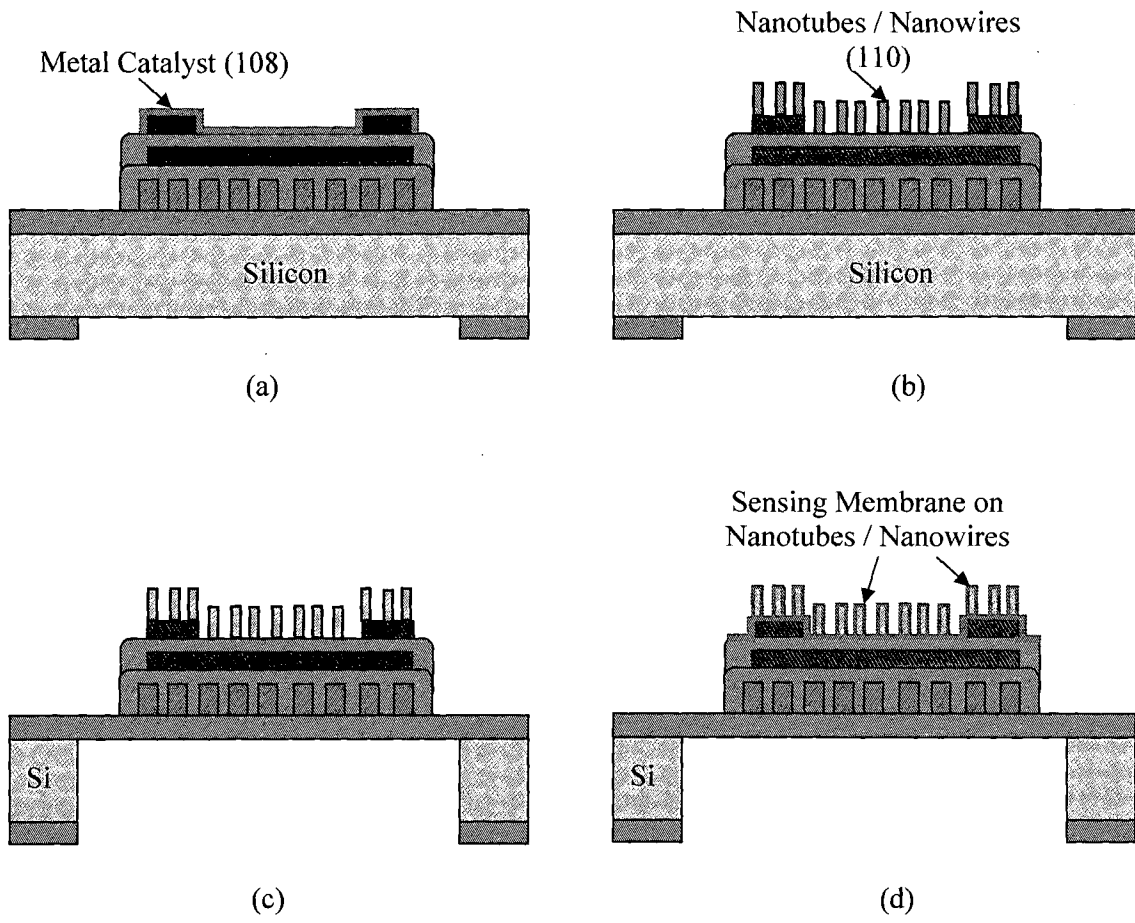 Metal Catalyst (108)
Nanotubes / Nanowires
(110)
Silicon
Silicon
(a)
(b)
Sensing Membrane on
Nanotubes / Nanowires
Si
Si
(c)
(d)